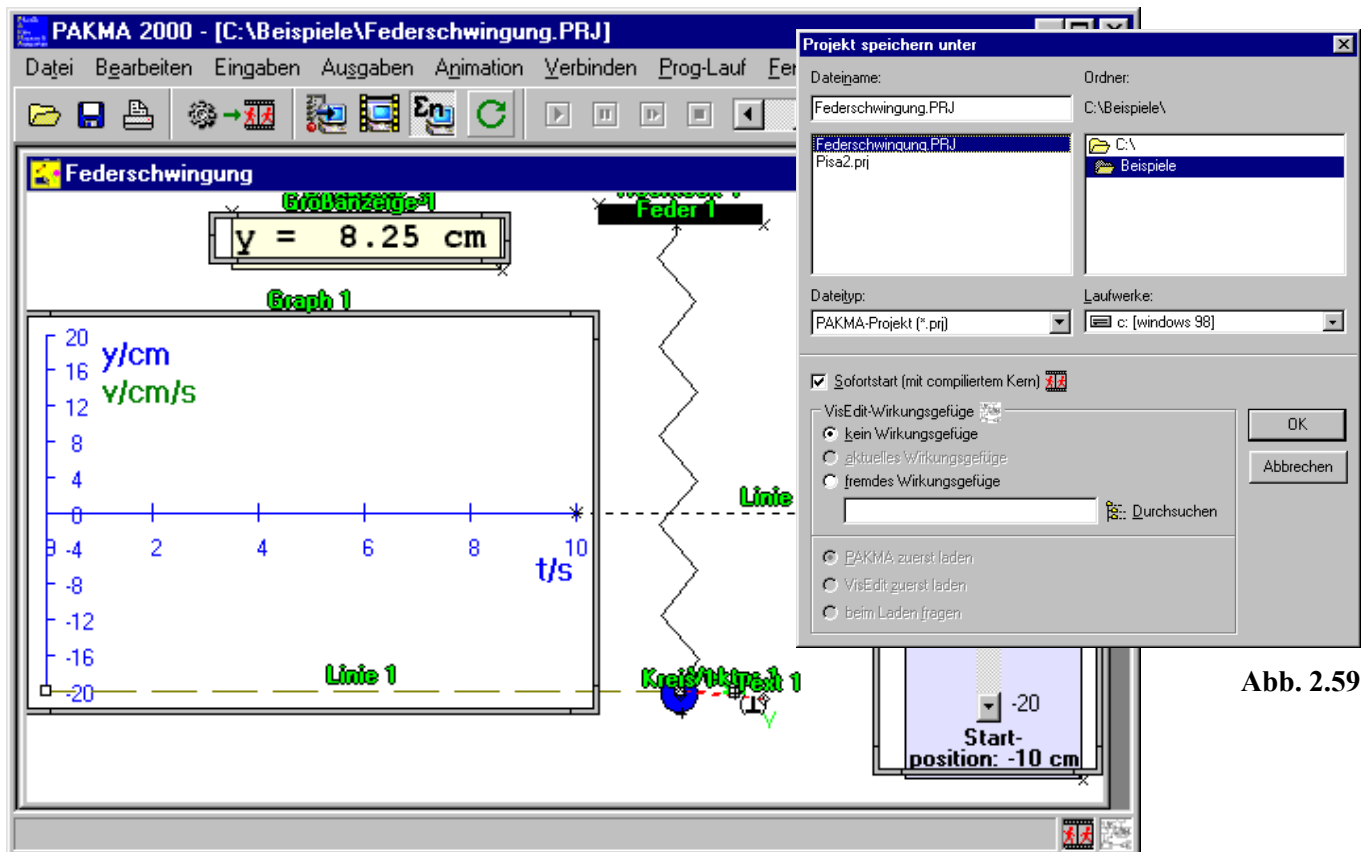 PAKMA 2000 - [C:\Beispiele\Federschwingung.PRJ]
Datei Bearbeiten Eingaben Ausgaben Animation Verbinden Prog-Lauf Fen
Federschwingung
Großanzeige 1
y = 8.25 cm
Feder 1
Graph 1
20
16
12
8
4
0
-4
-8
-12
-16
-20
y/cm
v/cm/s
0 2 4 6 8 10
t/s
Linie
Linie 1
Text 1
v
-20
Start-
position: -10 cm
Projekt speichern unter
Dateiname:
Federschwingung.PRJ
Federschwingung.PRJ
Pisa2.prj
Ordner:
C:\Beispiele\
C:\
Beispiele
Dateityp:
PAKMA-Projekt (*.prj)
Laufwerke:
c: [windows 98]
Sofortstart (mit compiliertem Kern)
VisEdit-Wirkungsgefüge
kein Wirkungsgefüge
aktuelles Wirkungsgefüge
fremdes Wirkungsgefüge
Durchsuchen
PAKMA zuerst laden
VisEdit zuerst laden
beim Laden fragen
OK
Abbrechen
Abb. 2.59